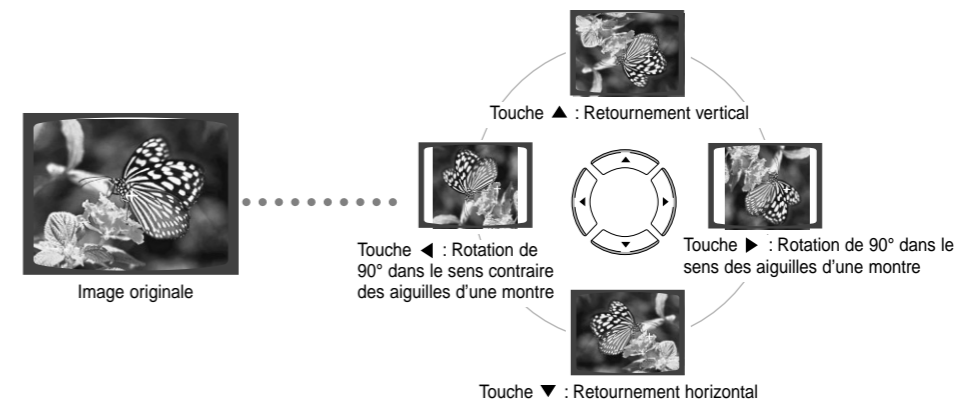 Touche ▲ : Retournement vertical
Touche ◀ : Rotation de
90° dans le sens contraire
des aiguilles d'une montre
Touche ▶ : Rotation de 90° dans le
sens des aiguilles d'une montre
Image originale
Touche ▼ : Retournement horizontal